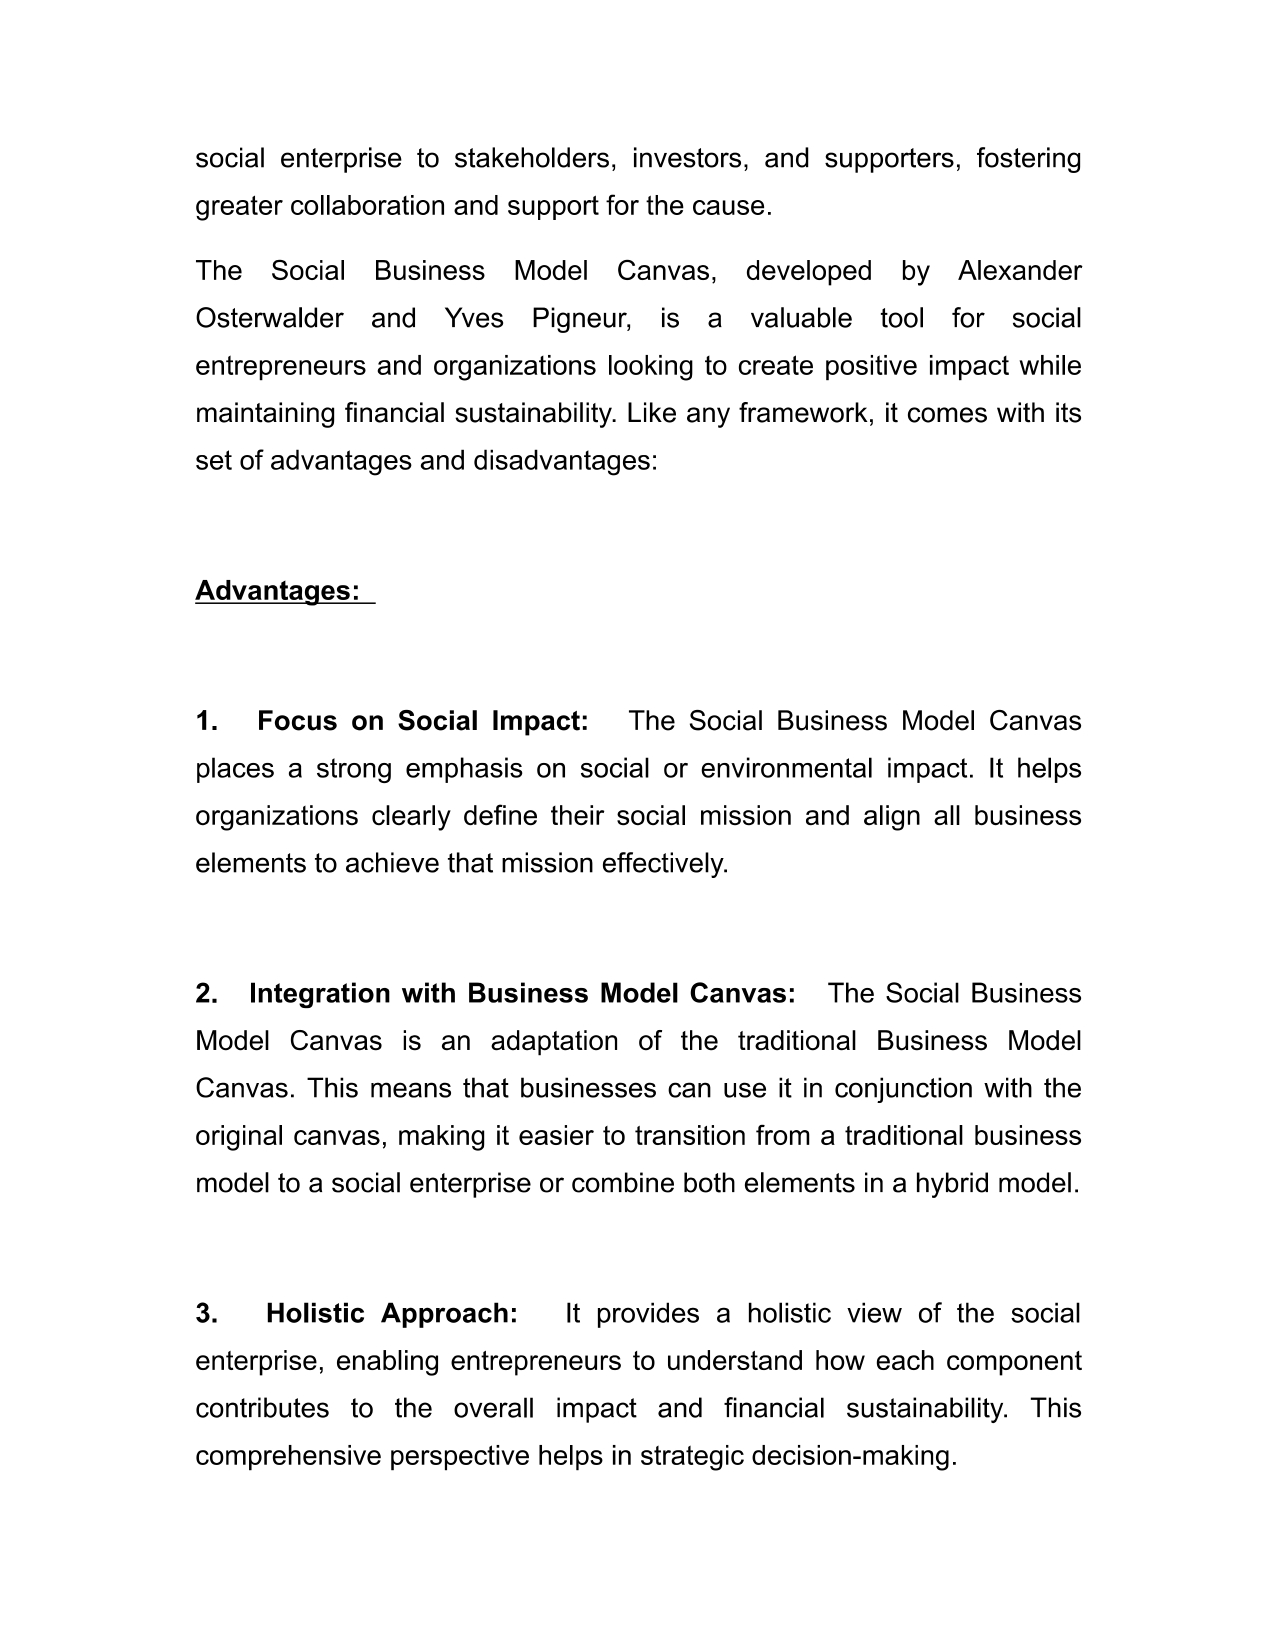 social enterprise to stakeholders, investors, and supporters, fostering
greater collaboration and support for the cause.
The Social Business Model Canvas, developed by Alexander
Osterwalder and Yves Pigneur, is a valuable tool for social
entrepreneurs and organizations looking to create positive impact while
maintaining financial sustainability. Like any framework, it comes with its
set of advantages and disadvantages:
Advantages:
1. Focus on Social Impact: The Social Business Model Canvas
places a strong emphasis on social or environmental impact. It helps
organizations clearly define their social mission and align all business
elements to achieve that mission effectively.
2. Integration with Business Model Canvas: The Social Business
Model Canvas is an adaptation of the traditional Business Model
Canvas. This means that businesses can use it in conjunction with the
original canvas, making it easier to transition from a traditional business
model to a social enterprise or combine both elements in a hybrid model.
3. Holistic Approach: It provides a holistic view of the social
enterprise, enabling entrepreneurs to understand how each component
contributes to the overall impact and financial sustainability. This
comprehensive perspective helps in strategic decision-making.